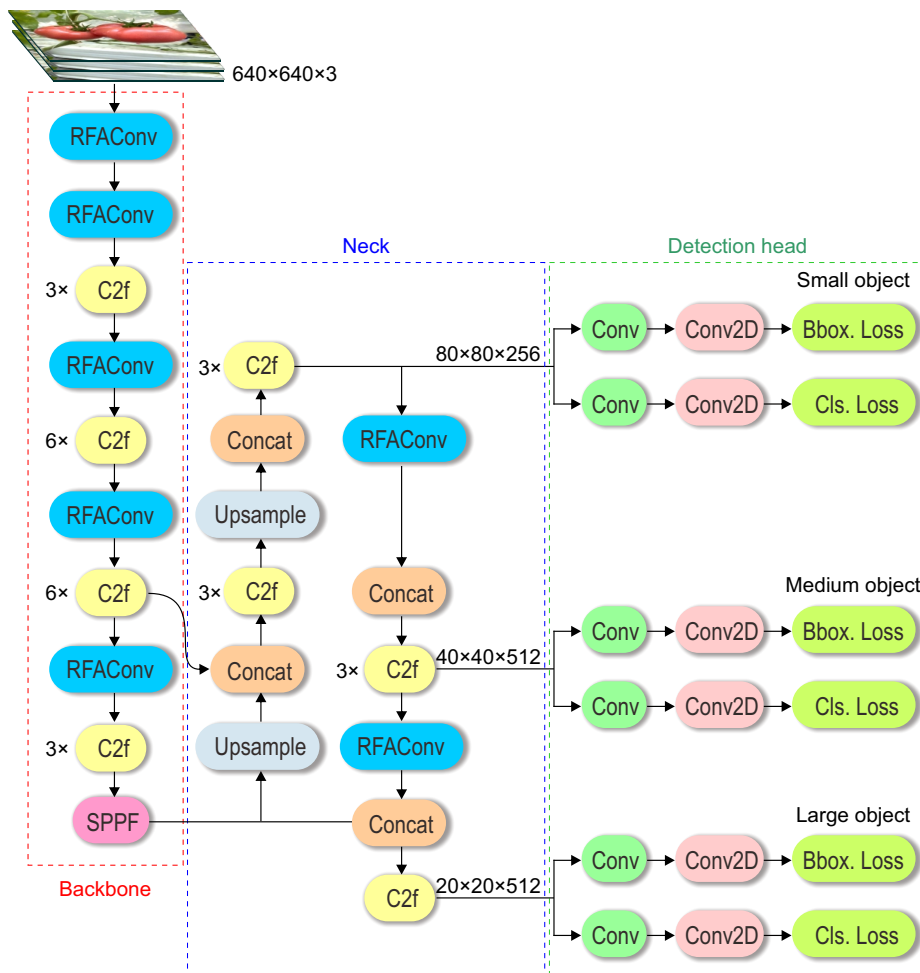 640×640×3
RFAConv
RFAConv
3× C2f
RFAConv
6× C2f
RFAConv
6× C2f
RFAConv
3× C2f
SPPF
Backbone
Neck
3× C2f
Concat
Upsample
3× C2f
Concat
Upsample
80×80×256
RFAConv
Concat
3× C2f
40×40×512
RFAConv
Concat
C2f
20×20×512
Detection head
Small object
Conv Conv2D Bbox. Loss
Conv Conv2D Cls. Loss
Medium object
Conv Conv2D Bbox. Loss
Conv Conv2D Cls. Loss
Large object
Conv Conv2D Bbox. Loss
Conv Conv2D Cls. Loss